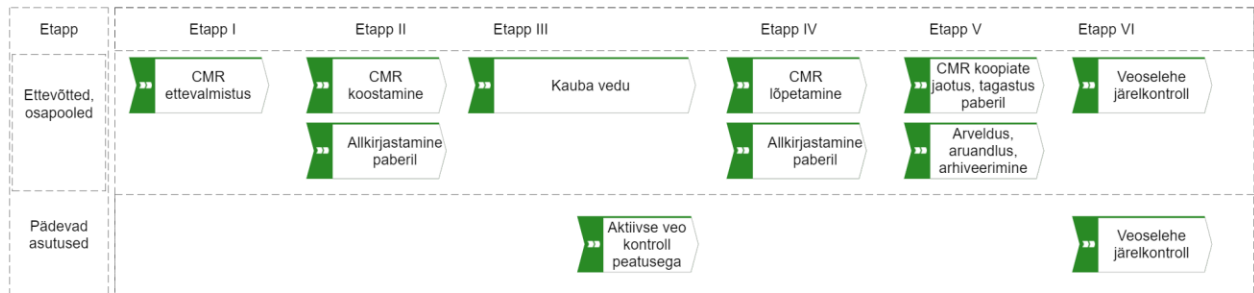 Etapp
Etapp I
Etapp II
Etapp III
Etapp IV
Etapp V
Etapp VI
Ettevõtted,
osapooled
CMR
ettevalmistus
CMR
koostamine
Kauba vedu
CMR
lõpetamine
CMR koopiate
jaotus, tagastus
paberil
Veoselehe
järelkontroll
Allkirjastamine
paberil
Allkirjastamine
paberil
Arveldus,
aruandlus,
arhiveerimine
Pädevad
asutused
Aktiivse veo
kontroll
peatusega
Veoselehe
järelkontroll